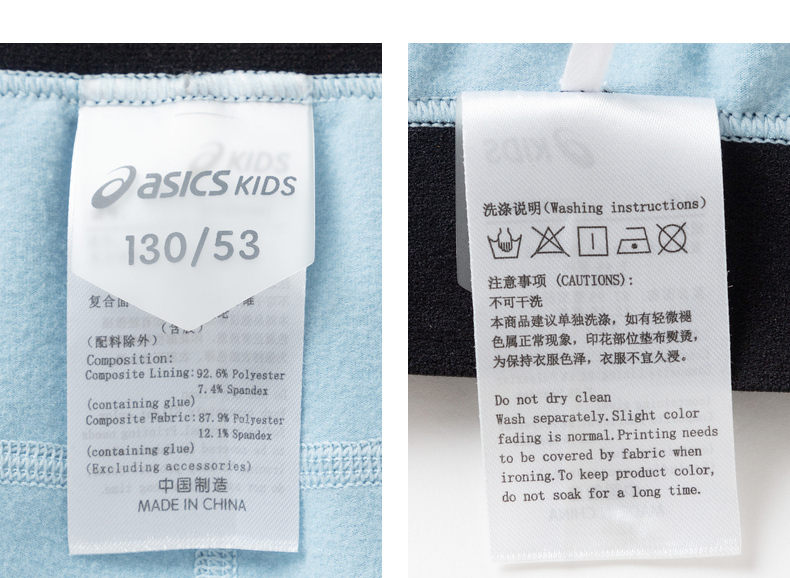 asics KIDS
130/53
复合面
维
(含胶)
(配料除外)
Composition:
Composite Lining:92.6% Polyester
7.4% Spandex
(containing glue)
Composite Fabric:87.9% Polyester
12.1% Spandex
(containing glue)
(Excluding accessories)
中国制造
MADE IN CHINA
洗涤说明(Washing instructions)
注意事项 (CAUTIONS):
不可干洗
本商品建议单独洗涤，如有轻微褪
色属正常现象，印花部位垫布熨烫，
为保持衣服色泽，衣服不宜久浸。
Do not dry clean
Wash separately.Slight color
fading is normal.Printing needs
to be covered by fabric when
ironing.To keep product color,
do not soak for a long time.